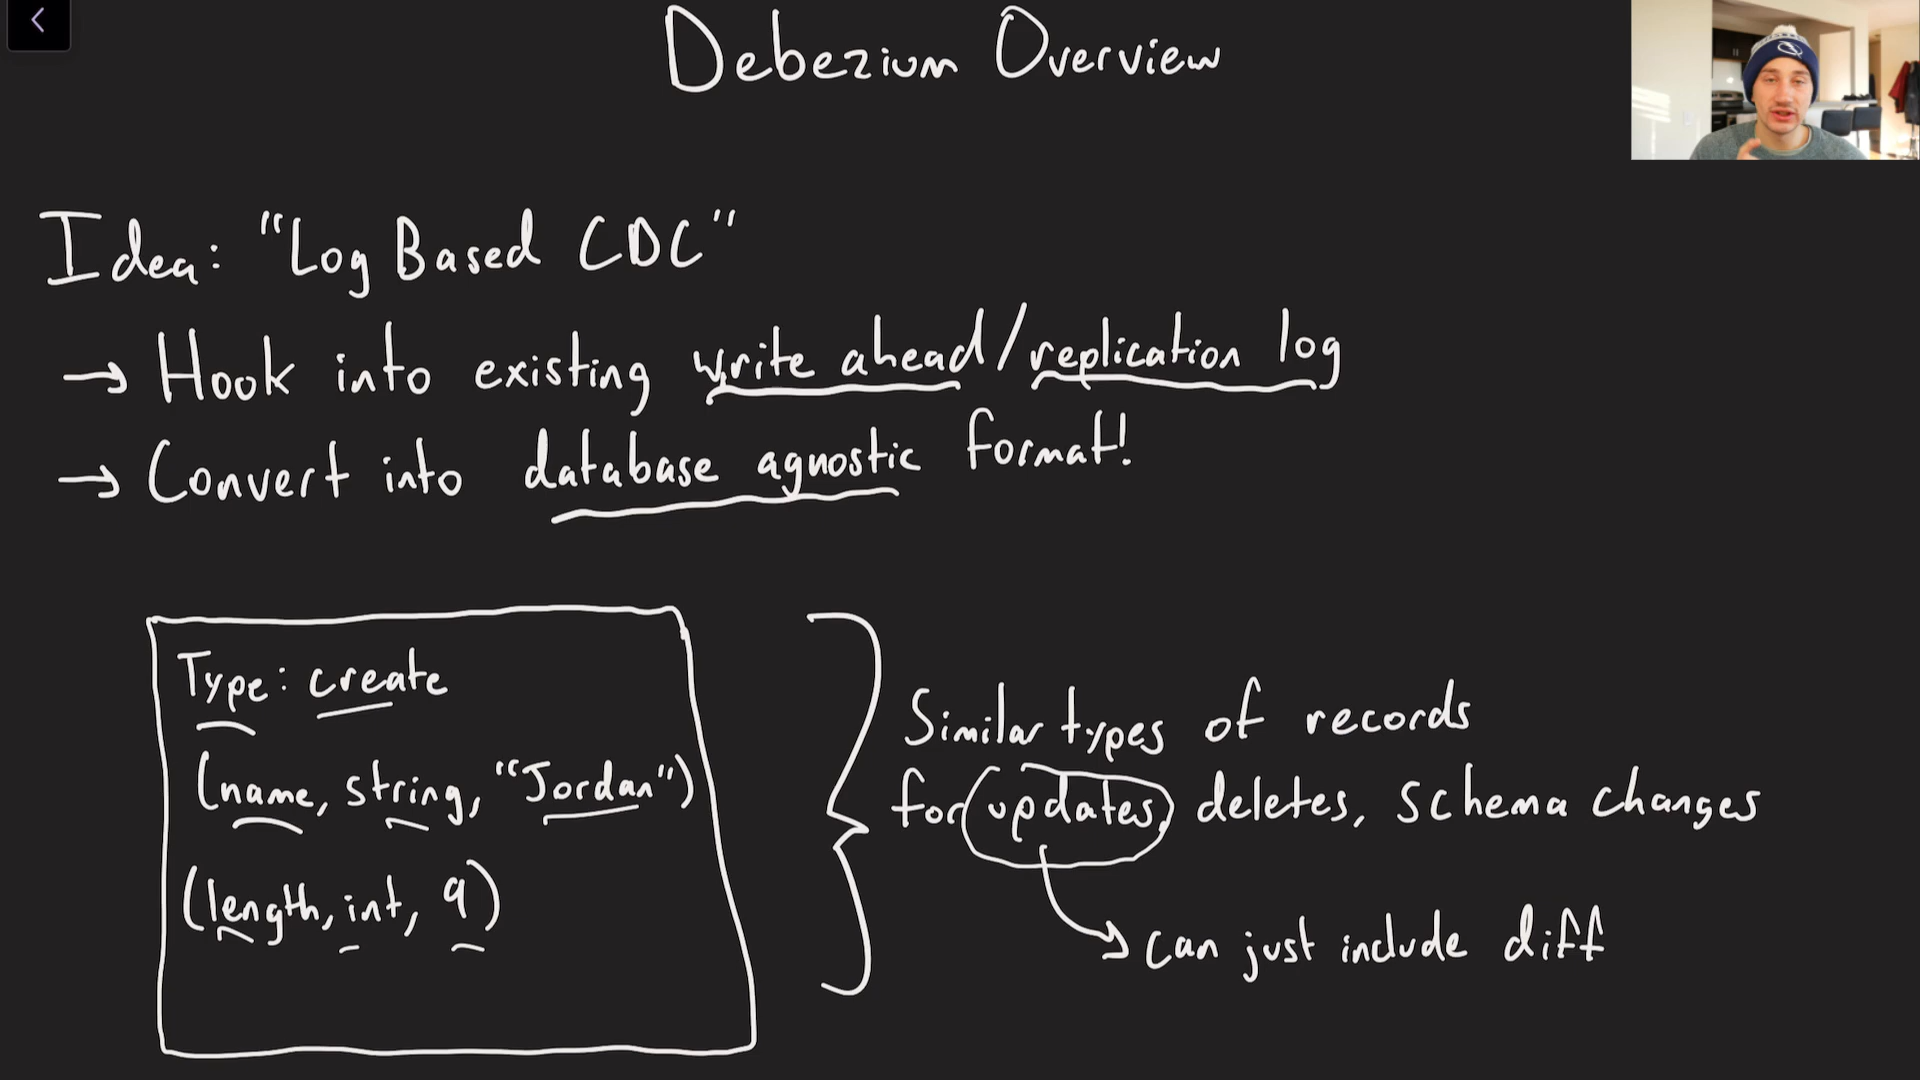 Debezium Overview
Idea: "Log Based CDC"
→ Hook into existing write ahead/replication log
→ Convert into database agnostic format!
Type: create
(name, string, "Jordan")
(length, int, 9)
Similar types of records
for updates, deletes, schema changes
→ can just include diff